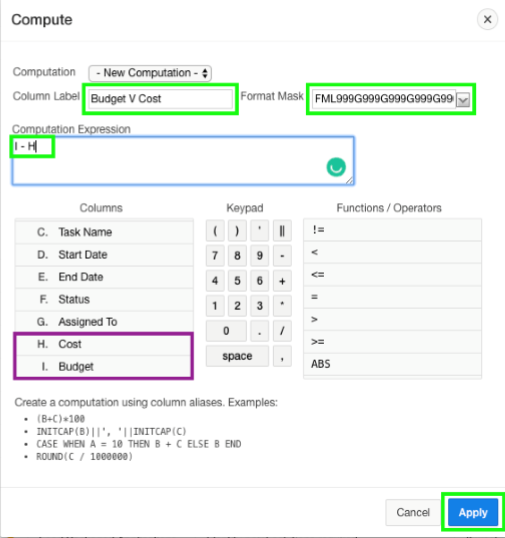 Compute
Computation - New Computation -
Column Label Budget V Cost Format Mask FML999G999G999G999G99
Computation Expression
I - H
Columns Keypad Functions / Operators
C. Task Name
D. Start Date
E. End Date
F. Status
G. Assigned To
H. Cost
I. Budget
( ) ' ||
7 8 9 -
4 5 6 +
1 2 3 *
0 . /
space ,
!=
<
<=
=
>
>=
ABS
Create a computation using column aliases. Examples:
• (B+C)*100
• INITCAP(B)||', '||INITCAP(C)
• CASE WHEN A = 10 THEN B + C ELSE B END
• ROUND(C / 1000000)
Cancel Apply